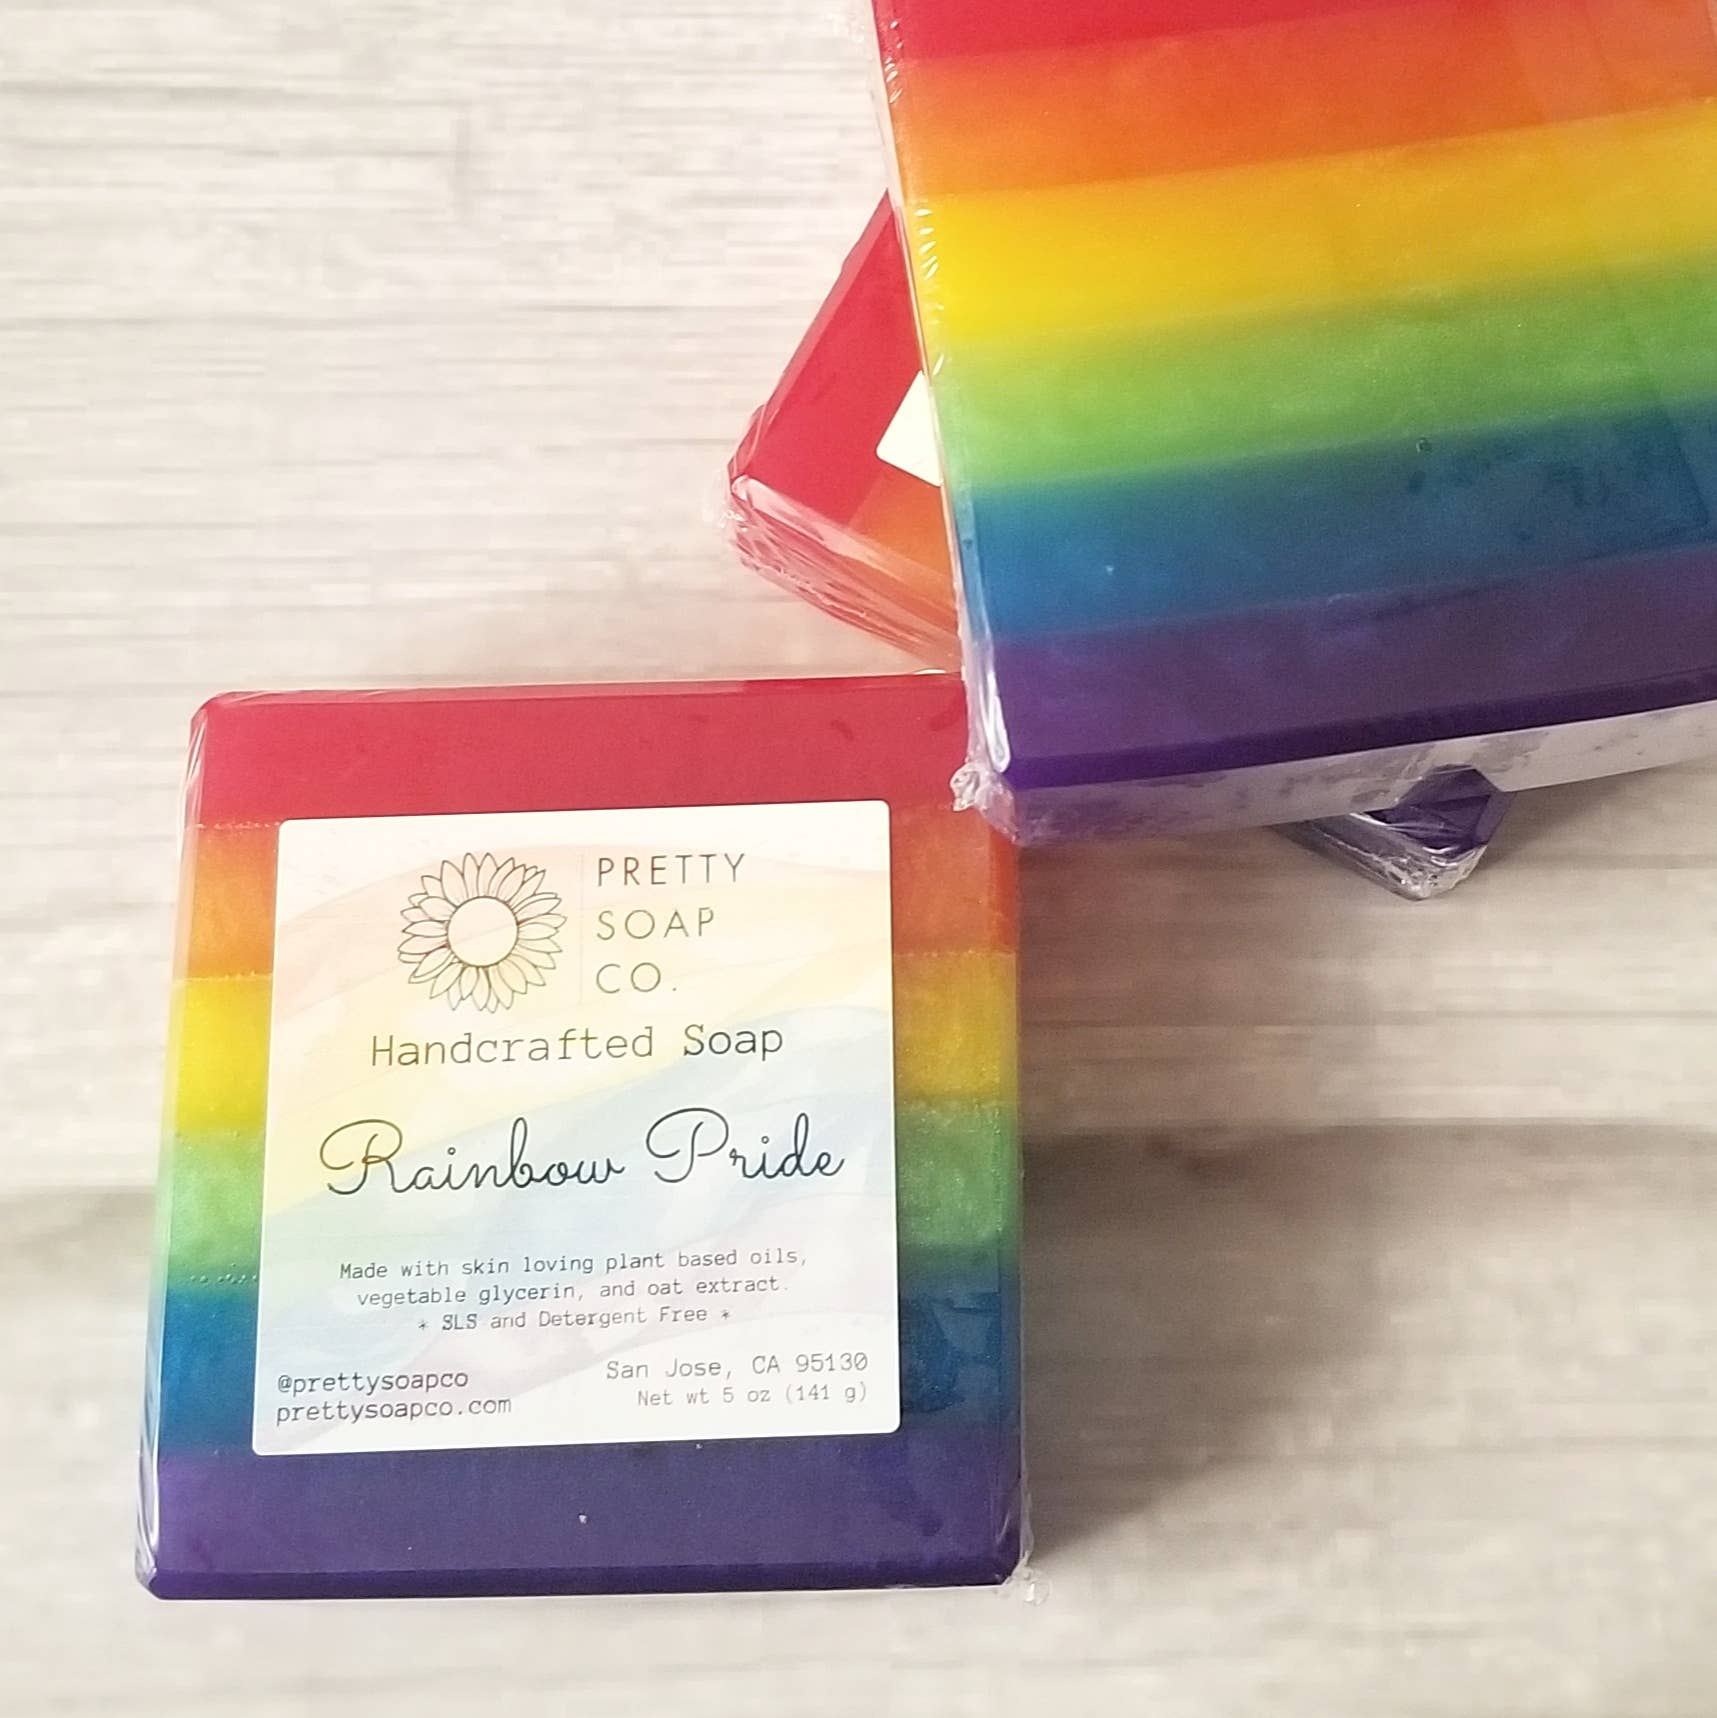 PRETTY
SOAP
CO.
Handcrafted Soap
Rainbow Pride
Made with skin loving plant based oils,
vegetable glycerin, and oat extract.
* SLS and Detergent Free *
@prettysoapco
prettysoapco.com
San Jose, CA 95130
Net wt 5 oz (141 g)